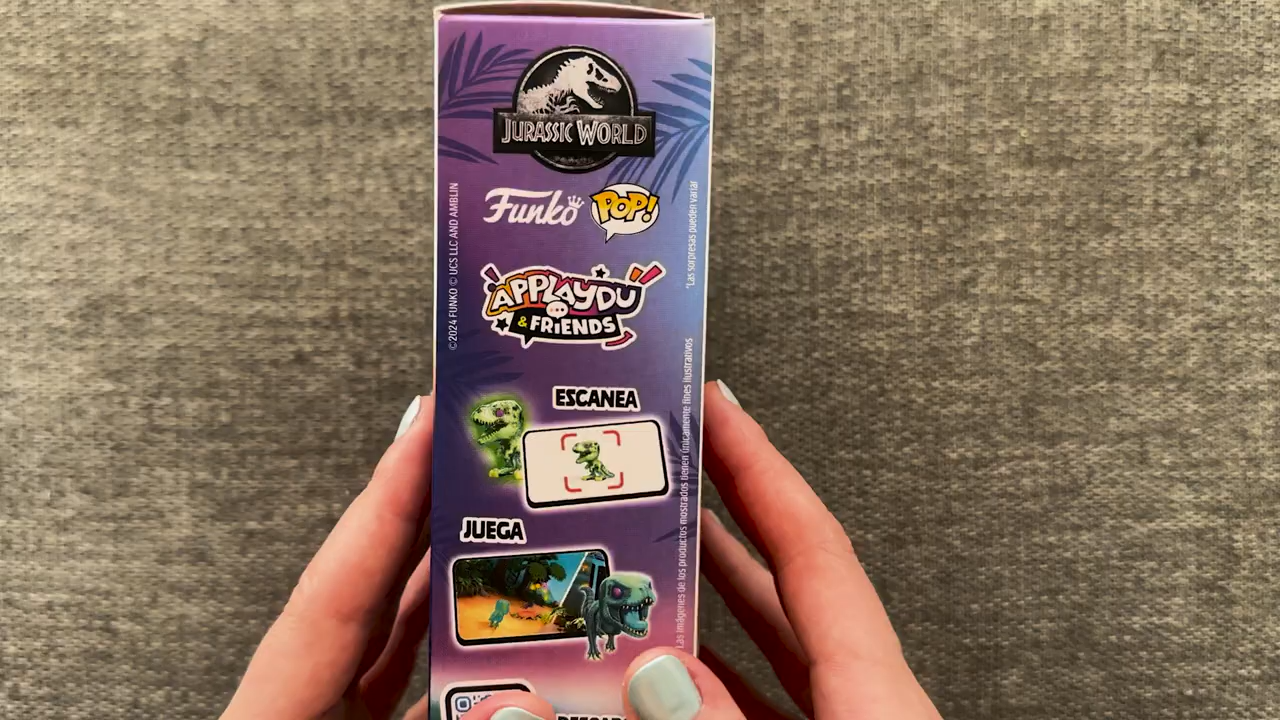 JURASSIC WORLD
Funko POP!
©2024 FUNKO © UCS LLC AND AMBLIN
*Las sorpresas pueden variar
APPLAYDU
& FRIENDS
Las imágenes de los productos mostrados tienen únicamente fines ilustrativos
ESCANEA
JUEGA